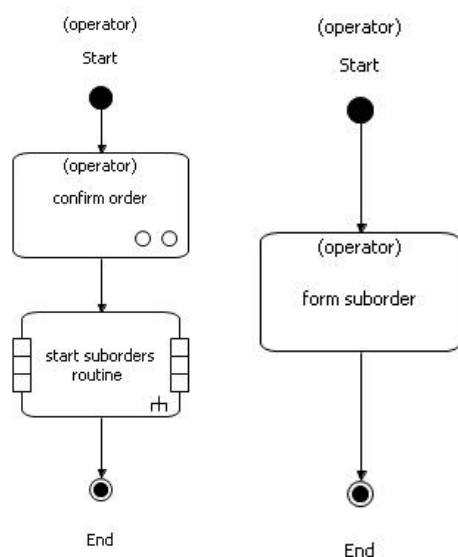 (operator)
Start
(operator)
confirm order
start suborders
routine
End
(operator)
Start
(operator)
form suborder
End